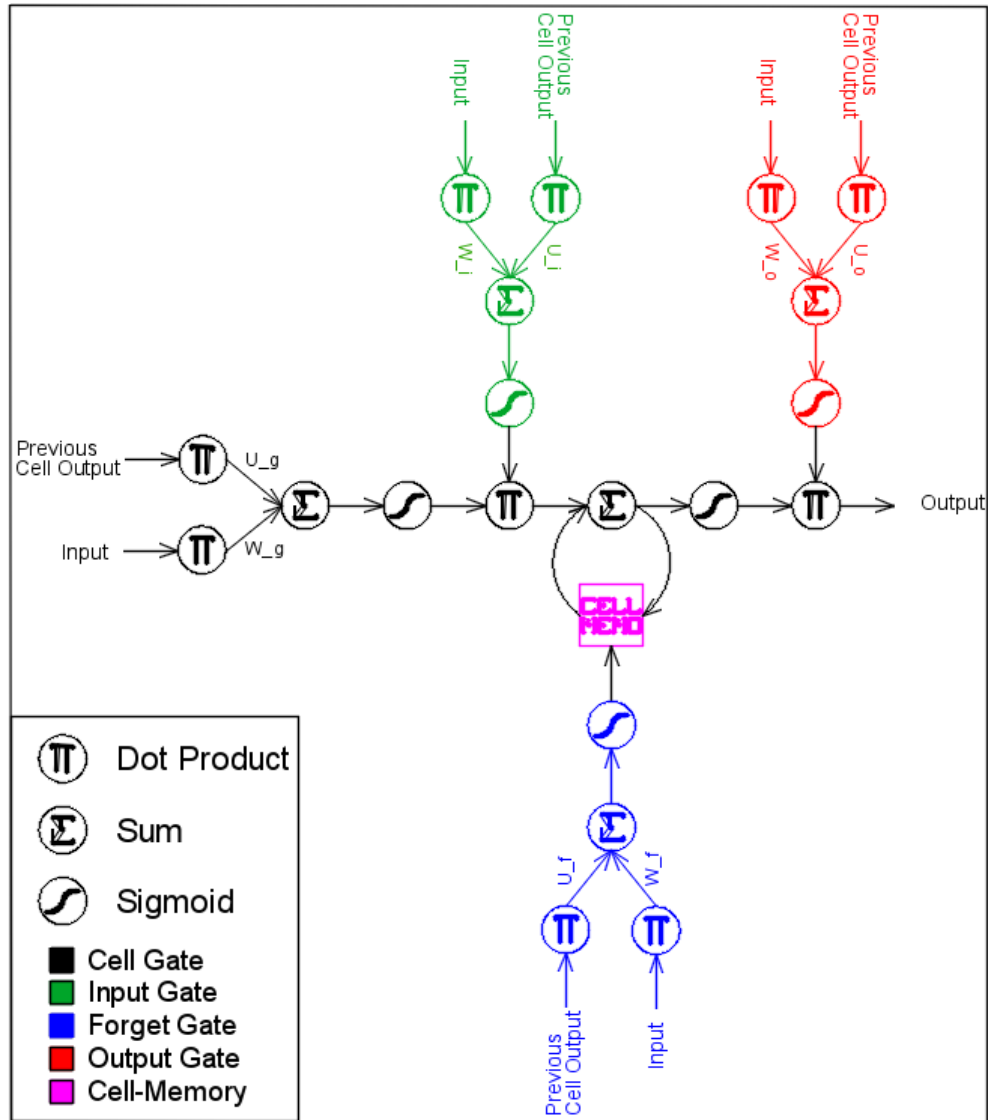 Input
Previous
Cell Output
Input
Previous
Cell Output
π
π
π
π
W_i
U_i
W_o
U_o
Σ
Σ
Previous
Cell Output
π
U_g
Σ
π
Σ
π
Output
Input
π
W_g
CELL
MEMO
Σ
U_f
W_f
π
π
Previous
Cell Output
Input
π Dot Product
Σ Sum
Sigmoid
Cell Gate
Input Gate
Forget Gate
Output Gate
Cell-Memory